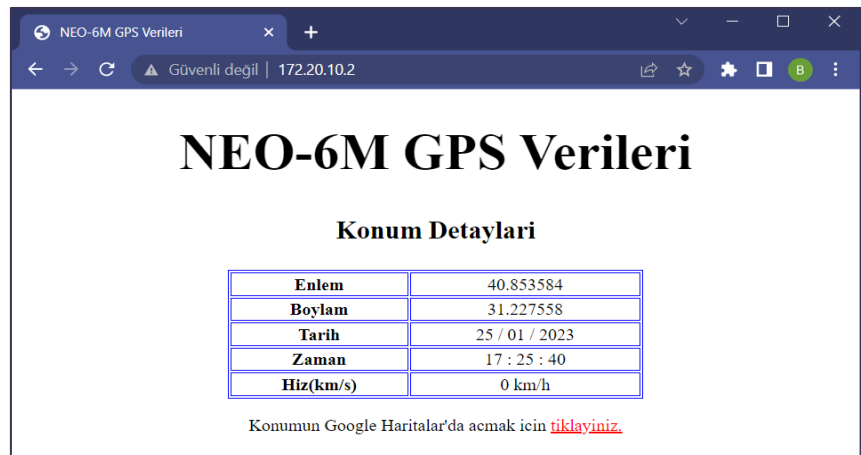 NEO-6M GPS Verileri
Güvenli değil | 172.20.10.2
B
NEO-6M GPS Verileri
Konum Detaylari
Enlem 40.853584
Boylam 31.227558
Tarih 25 / 01 / 2023
Zaman 17 : 25 : 40
Hiz(km/s) 0 km/h
Konumun Google Haritalar'da acmak icin tiklayiniz.